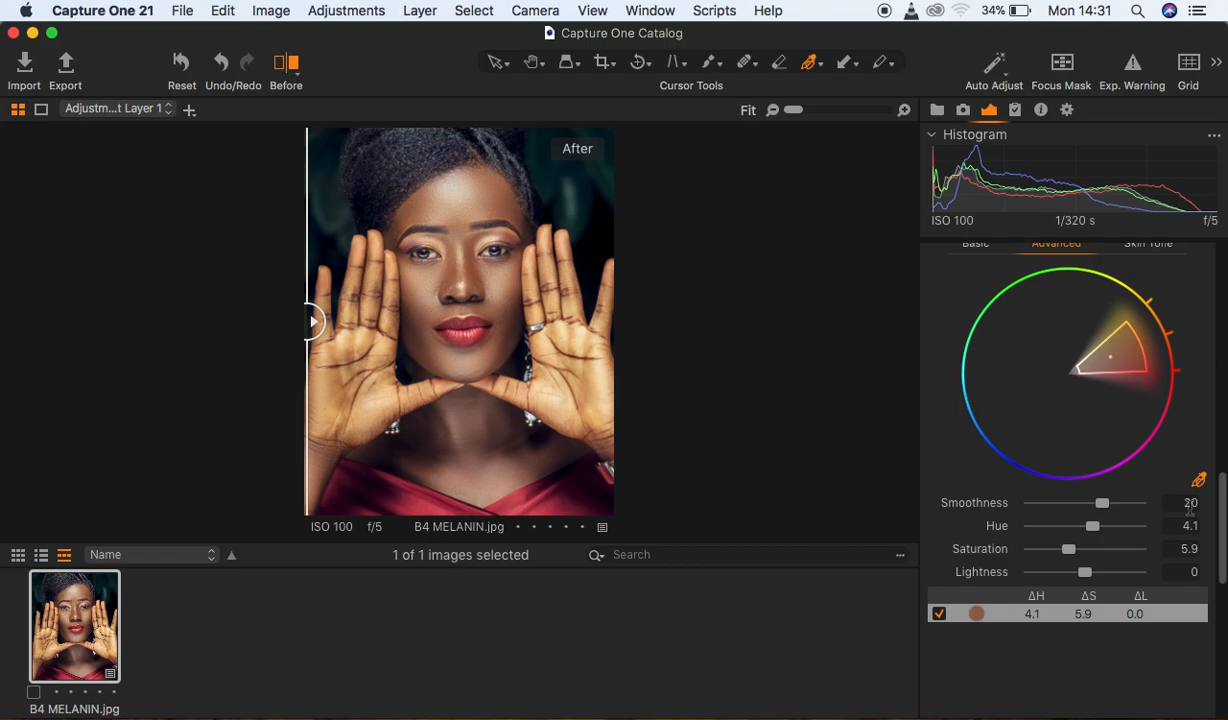 Capture One 21 File Edit Image Adjustments Layer Select Camera View Window Scripts Help 34% Mon 14:31
Capture One Catalog
Import Export Reset Undo/Redo Before Cursor Tools Auto Adjust Focus Mask Exp. Warning Grid
Adjustm...t Layer 1 Fit
After
Histogram
ISO 100 1/320 s f/5
Basic Advanced Skin Tone
Smoothness 20
Hue 4.1
Saturation 5.9
Lightness 0
ΔH ΔS ΔL
4.1 5.9 0.0
ISO 100 f/5 B4 MELANIN.jpg
Name 1 of 1 images selected Search
B4 MELANIN.jpg